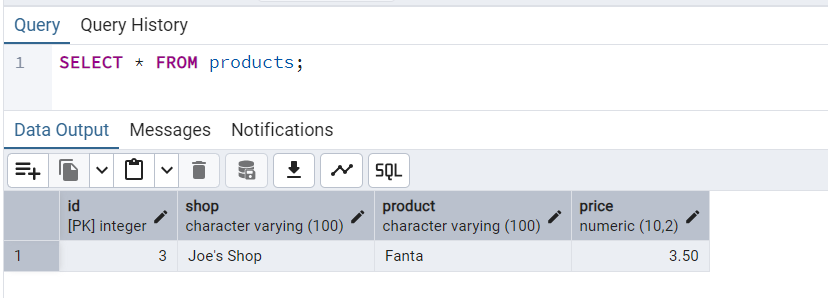 Query Query History
1 SELECT * FROM products;
Data Output Messages Notifications
SQL
id shop product price
[PK] integer character varying (100) character varying (100) numeric (10,2)
1 3 Joe's Shop Fanta 3.50